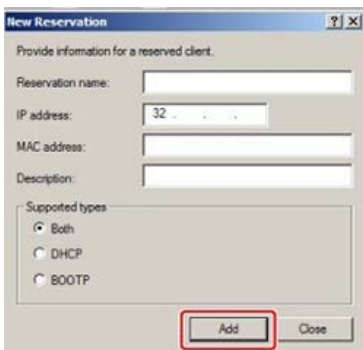 New Reservation
Provide information for a reserved client.
Reservation name:
IP address: 32 . . .
MAC address:
Description:
Supported types
Both
DHCP
BOOTP
Add Close